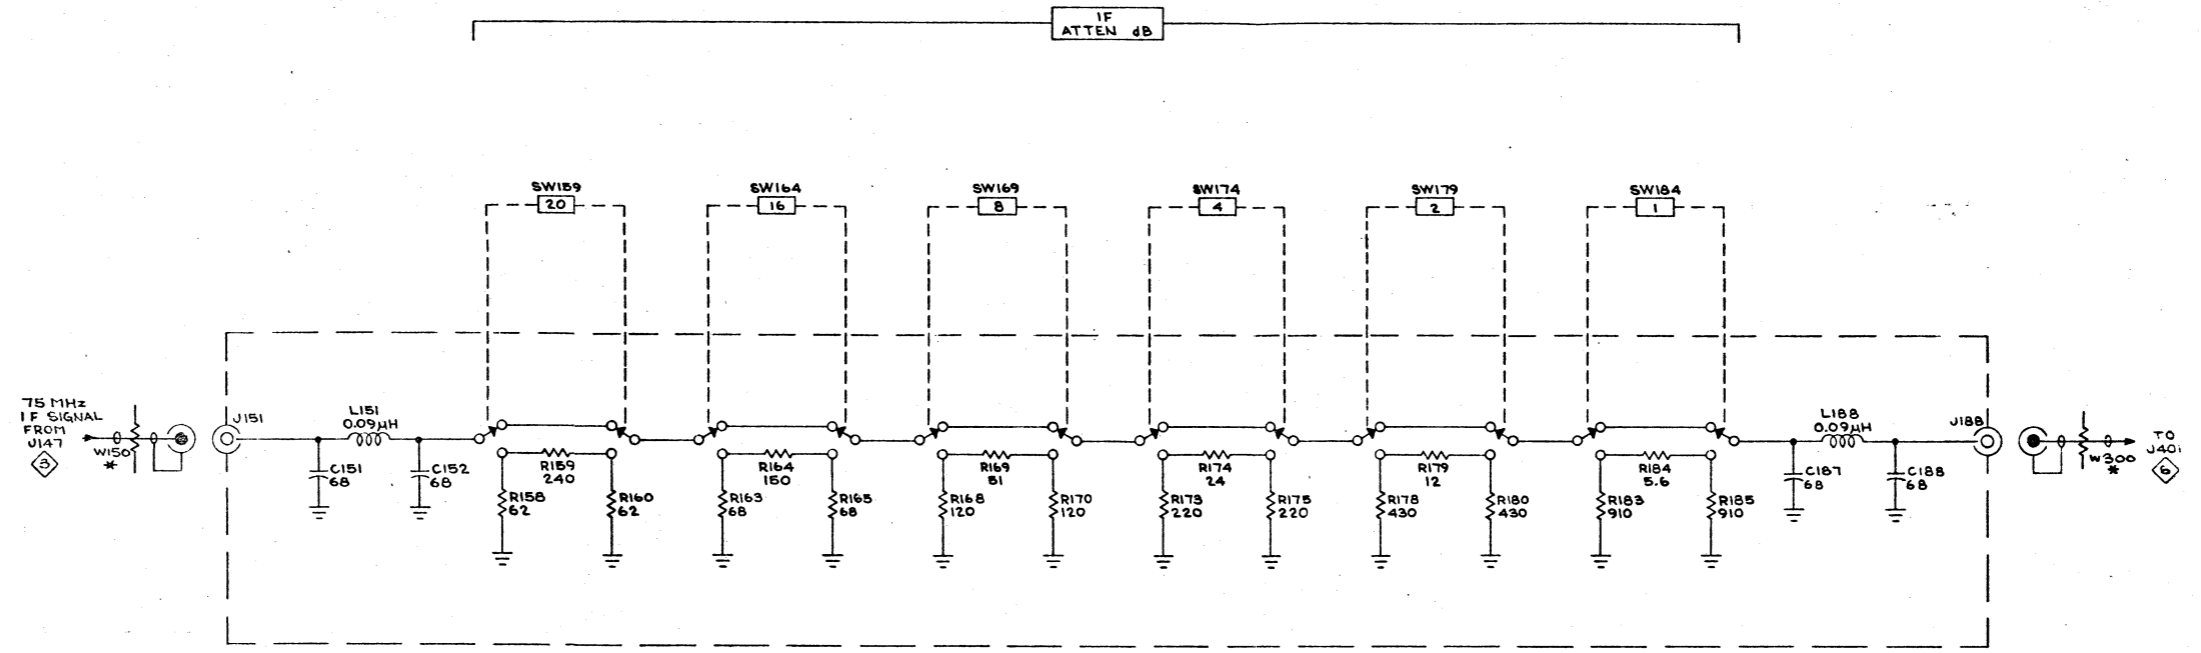 IF
ATTEN dB
SW159
20
SW164
16
SW169
8
SW174
4
SW179
2
SW184
1
75 MHz
IF SIGNAL
FROM
J147
3
W150
*
J151
L151
0.09µH
C151
68
C152
68
R159
240
R158
62
R160
62
R164
150
R163
68
R165
68
R169
51
R168
120
R170
120
R174
24
R173
220
R175
220
R179
12
R178
430
R180
430
R184
5.6
R183
910
R185
910
L188
0.09µH
C187
68
C188
68
J188
W300
*
TO
J401
6